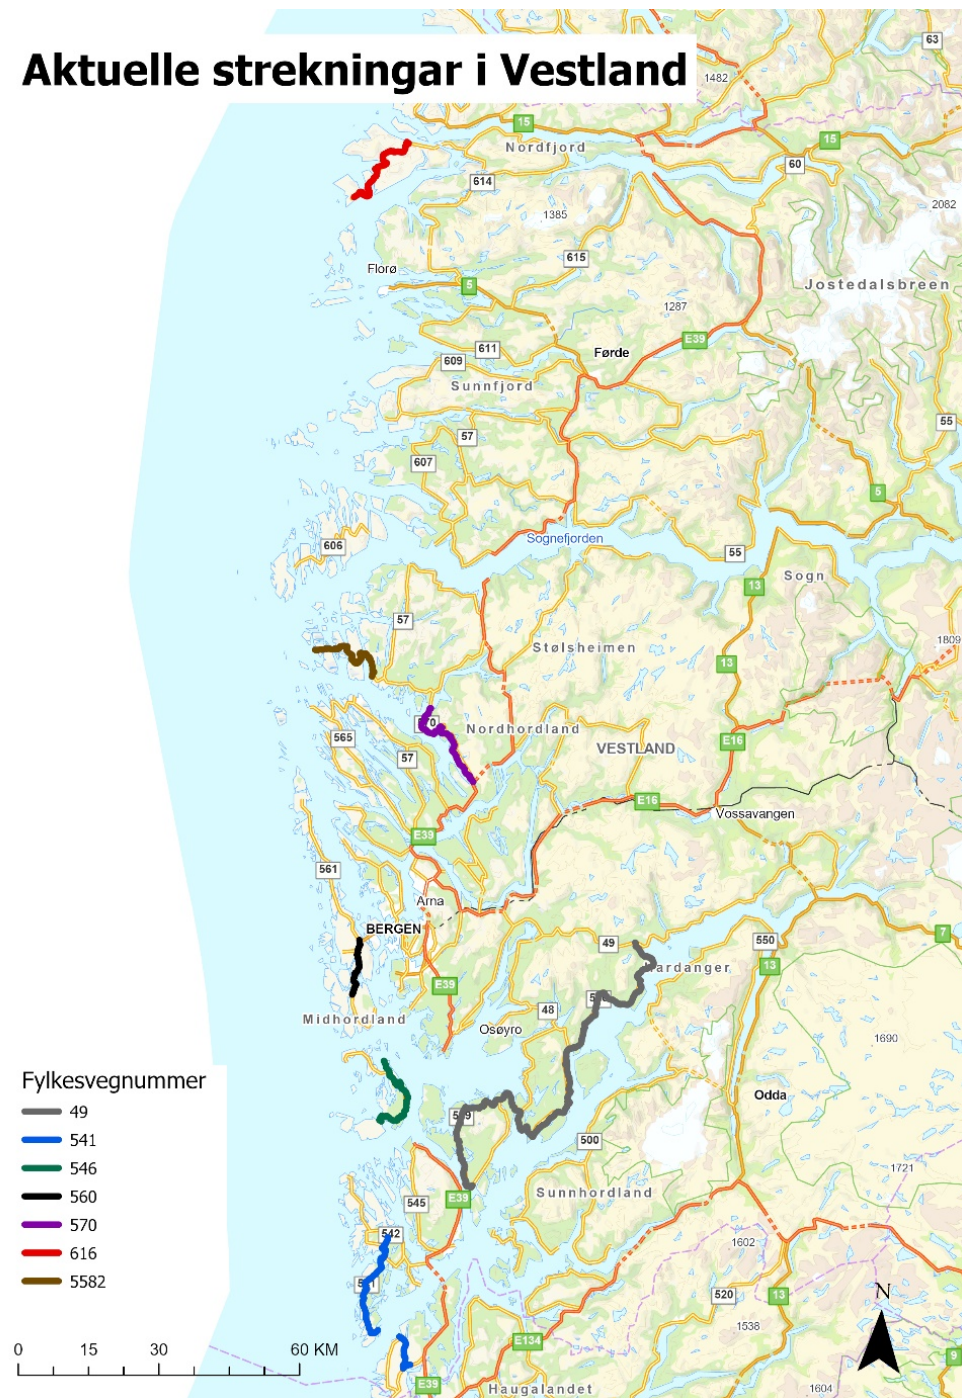 Aktuelle strekningar i Vestland
63
1482
15
15
Nordfjord
60
614
2082
1385
615
Florø
5
Jostedalsbreen
1287
E39
611
Førde
609
Sunnfjord
55
57
607
5
Sognefjorden
606
55
Sogn
13
57
1809
Stølsheimen
13
Nordhordland
565
VESTLAND
E16
57
E16
Vossavangen
E39
561
Arna
BERGEN
49
550
7
Hardanger
13
E39
48
Midhordland
Osøyro
1690
Fylkesvegnummer
49
541
546
560
570
616
5582
Odda
500
1721
Sunnhordland
E39
545
542
1602
520
13
1538
N
E134
9
0 15 30 60 KM
E39
Haugalandet
1604